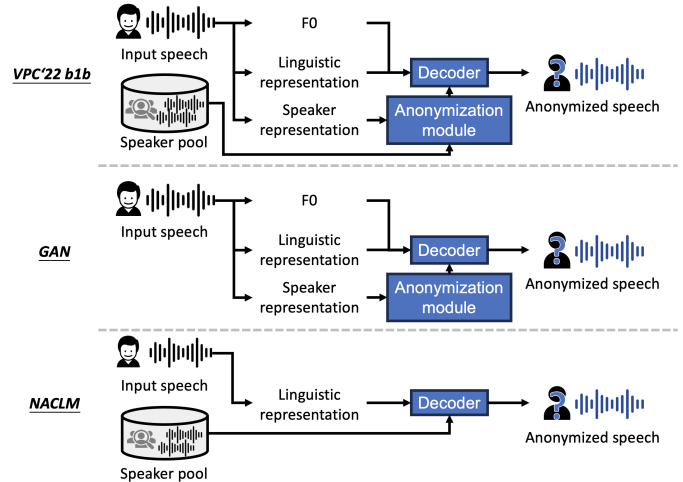 VPC'22 b1b
Input speech
Speaker pool
F0
Linguistic
representation
Speaker
representation
Decoder
Anonymization
module
?
Anonymized speech
GAN
Input speech
F0
Linguistic
representation
Speaker
representation
Decoder
Anonymization
module
?
Anonymized speech
NACLM
Input speech
Speaker pool
Linguistic
representation
Decoder
?
Anonymized speech